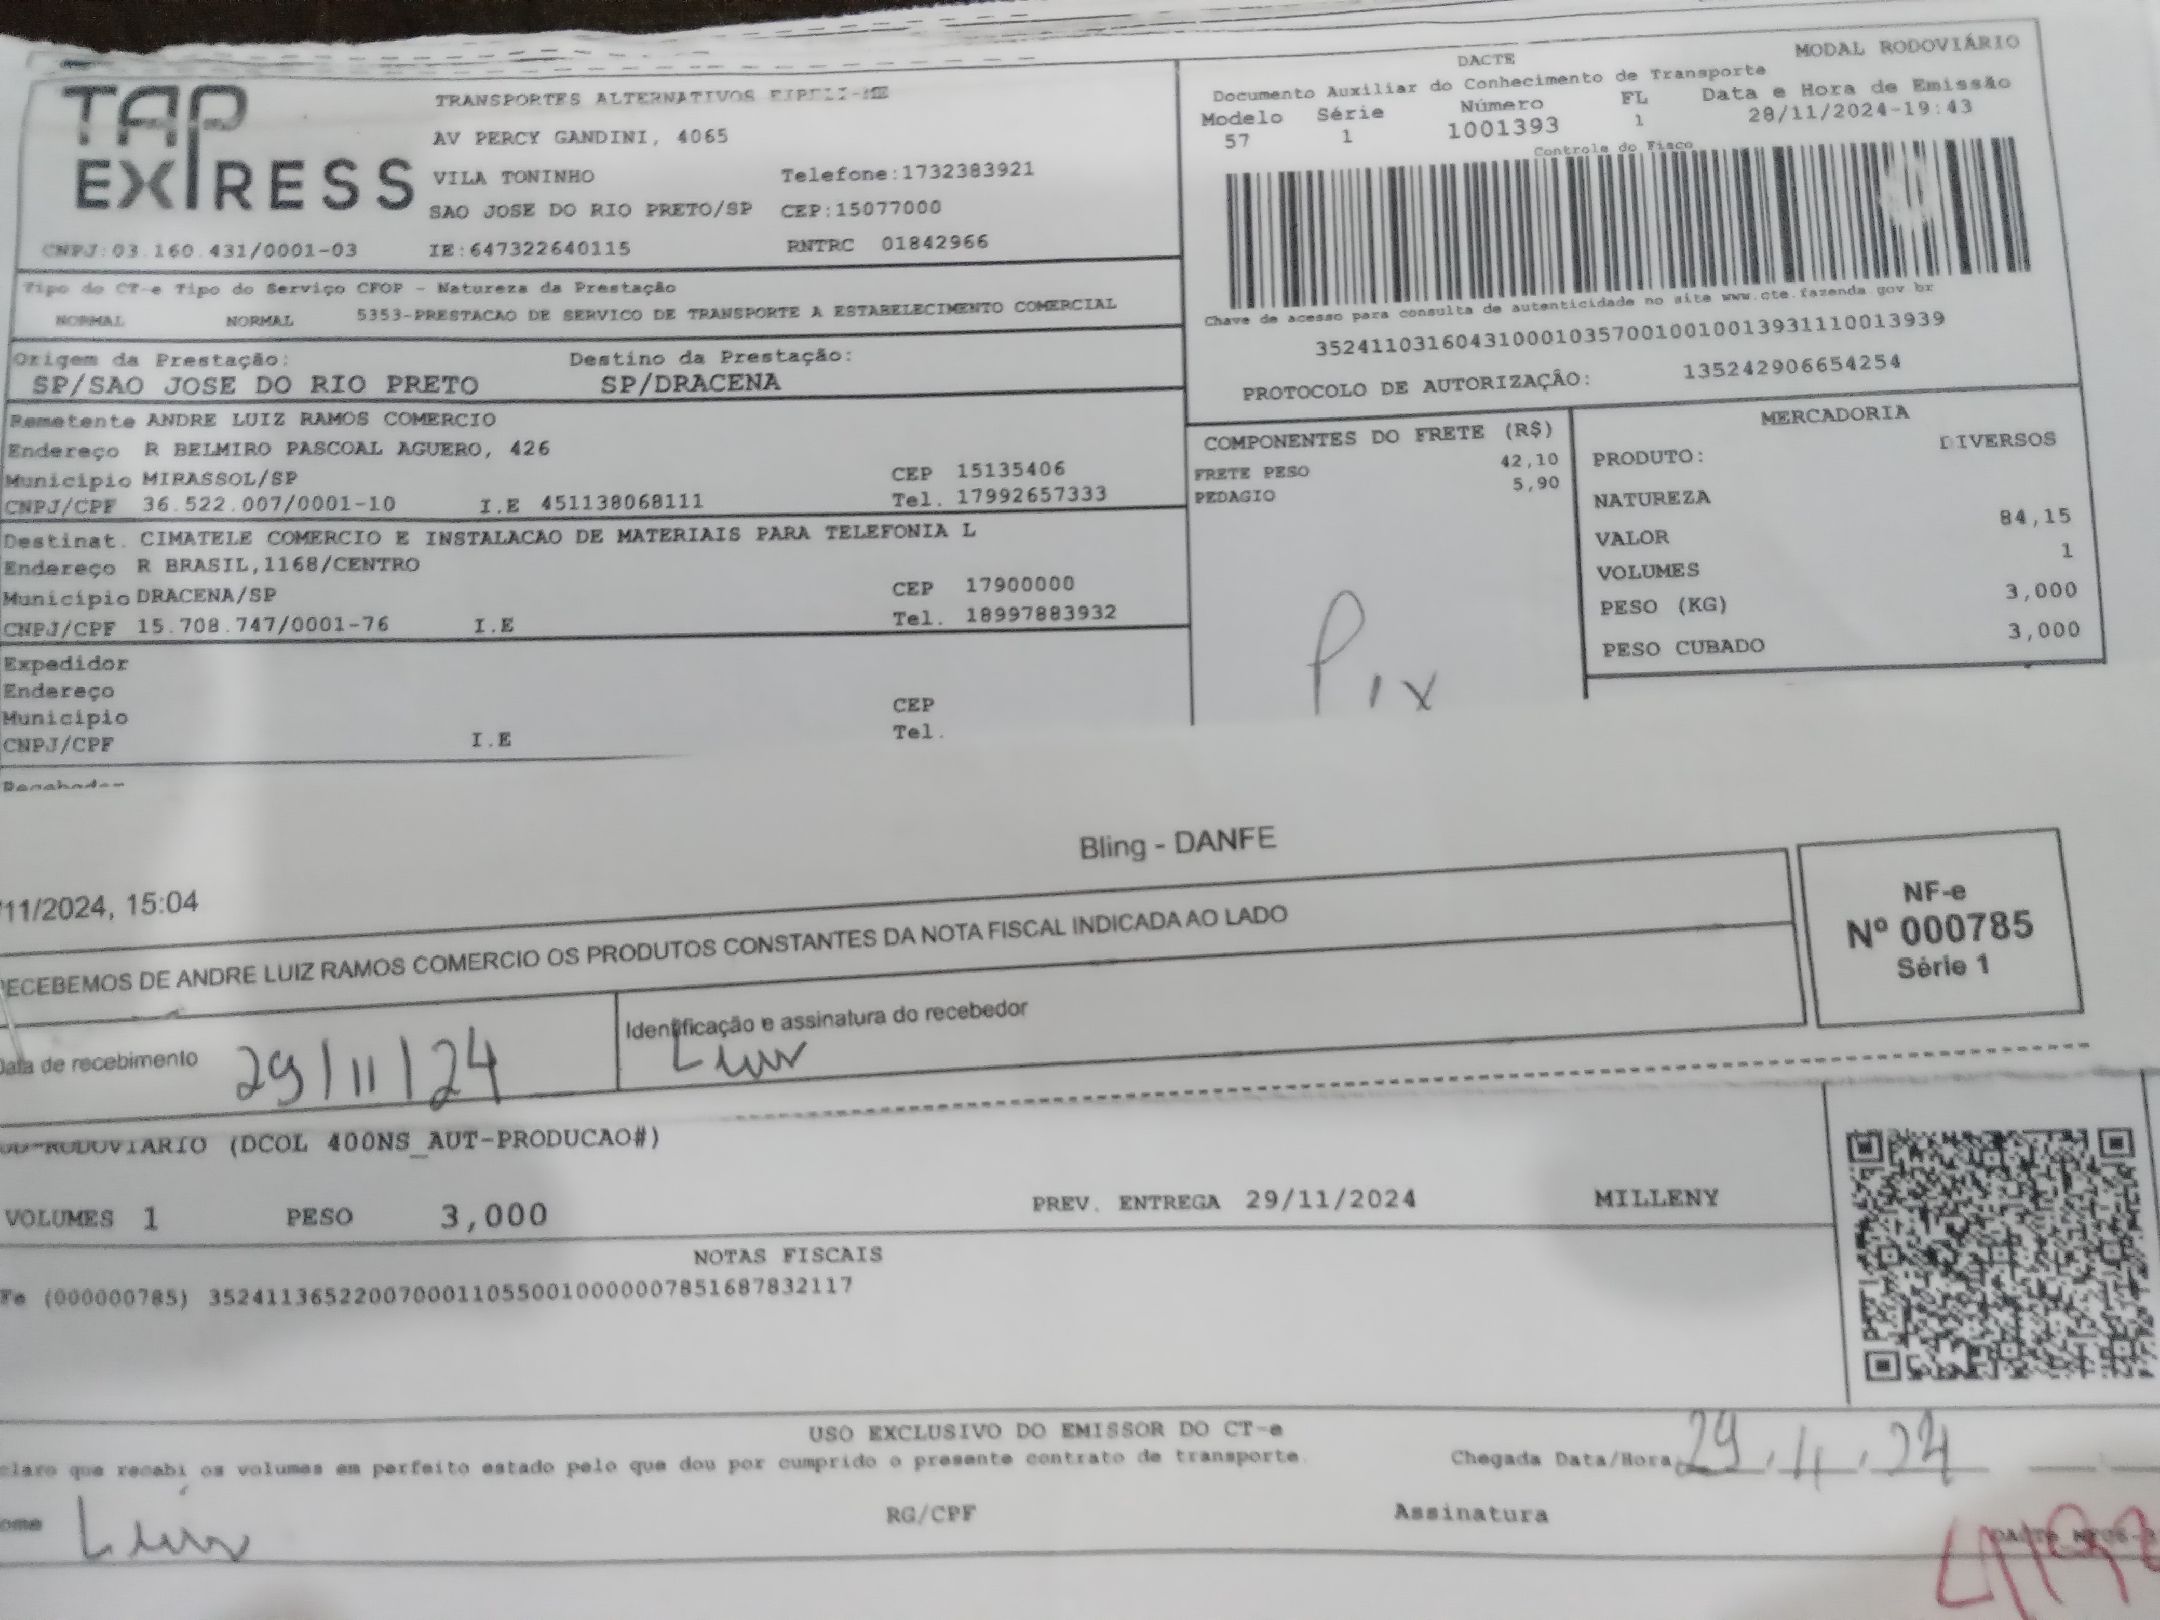 TAP EXPRESS
TRANSPORTES ALTERNATIVOS EIRELI-ME
AV PERCY GANDINI, 4065
VILA TONINHO Telefone:1732383921
SAO JOSE DO RIO PRETO/SP CEP:15077000
CNPJ:03.160.431/0001-03 IE:647322640115 RNTRC 01842966
DACTE MODAL RODOVIÁRIO
Documento Auxiliar do Conhecimento de Transporte
Modelo Série Número FL Data e Hora de Emissão
57 1 1001393 1 28/11/2024-19:43
Controle do Fisco
Chave de acesso para consulta de autenticidade no site www.cte.fazenda.gov.br
35241103160431000103570010010013931110013939
PROTOCOLO DE AUTORIZAÇÃO: 135242906654254
Tipo do CT-e Tipo do Serviço CFOP - Natureza da Prestação
NORMAL NORMAL 5353-PRESTACAO DE SERVICO DE TRANSPORTE A ESTABELECIMENTO COMERCIAL
Origem da Prestação: Destino da Prestação:
SP/SAO JOSE DO RIO PRETO SP/DRACENA
Remetente ANDRE LUIZ RAMOS COMERCIO
Endereço R BELMIRO PASCOAL AGUERO, 426
Município MIRASSOL/SP CEP 15135406
CNPJ/CPF 36.522.007/0001-10 I.E 451138068111 Tel. 17992657333
Destinat. CIMATELE COMERCIO E INSTALACAO DE MATERIAIS PARA TELEFONIA L
Endereço R BRASIL,1168/CENTRO
Município DRACENA/SP CEP 17900000
CNPJ/CPF 15.708.747/0001-76 I.E Tel. 18997883932
Expedidor
Endereço
Município CEP
CNPJ/CPF I.E Tel.
Recebedor
COMPONENTES DO FRETE (R$)
FRETE PESO 42,10
PEDAGIO 5,90
Pix
MERCADORIA
PRODUTO: DIVERSOS
NATUREZA
VALOR 84,15
VOLUMES 1
PESO (KG) 3,000
PESO CUBADO 3,000
Bling - DANFE
/11/2024, 15:04
RECEBEMOS DE ANDRE LUIZ RAMOS COMERCIO OS PRODUTOS CONSTANTES DA NOTA FISCAL INDICADA AO LADO
NF-e
Nº 000785
Série 1
Data de recebimento 29/11/24
Identificação e assinatura do recebedor
Luiz
RODOVIARIO (DCOL 400NS_AUT-PRODUCAO#)
VOLUMES 1 PESO 3,000 PREV. ENTREGA 29/11/2024 MILLENY
NOTAS FISCAIS
Fe (000000785) 35241136522007000110550010000007851687832117
USO EXCLUSIVO DO EMISSOR DO CT-e
claro que recebi os volumes em perfeito estado pelo que dou por cumprido o presente contrato de transporte.
Chegada Data/Hora 29/11/24
ome Luiz RG/CPF Assinatura